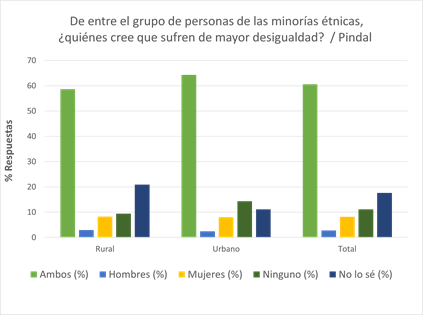 De entre el grupo de personas de las minorías étnicas,
¿quiénes cree que sufren de mayor desigualdad? / Pindal
% Respuestas
70
60
50
40
30
20
10
0
Rural
Urbano
Total
Ambos (%)
Hombres (%)
Mujeres (%)
Ninguno (%)
No lo sé (%)